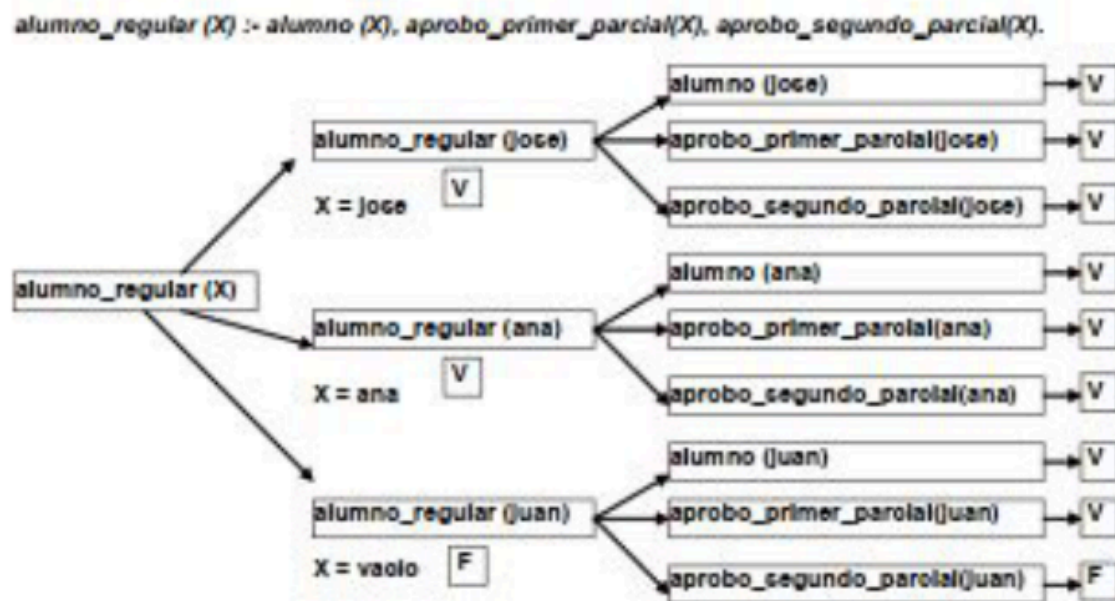 alumno_regular (X) :- alumno (X), aprobo_primer_parcial(X), aprobo_segundo_parcial(X).
alumno_regular (X)
alumno_regular (jose)
V
X = jose
alumno (jose)
V
aprobo_primer_parcial(jose)
V
aprobo_segundo_parcial(jose)
V
alumno_regular (ana)
V
X = ana
alumno (ana)
V
aprobo_primer_parcial(ana)
V
aprobo_segundo_parcial(ana)
V
alumno_regular (juan)
F
X = vacio
alumno (juan)
V
aprobo_primer_parcial(juan)
V
aprobo_segundo_parcial(juan)
F